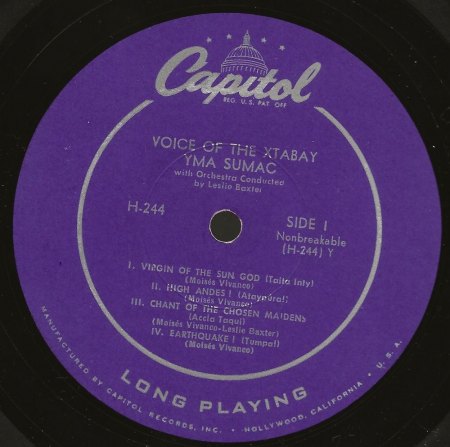 Capitol
REG. U.S. PAT. OFF.
VOICE OF THE XTABAY
YMA SUMAC
with Orchestra Conducted
by Leslie Baxter
H-244
SIDE 1
Nonbreakable
(H-244) Y
I. VIRGIN OF THE SUN GOD (Taita Inty)
(Moisés Vivanco)
II. HIGH ANDES! (Ataypura!)
(Moisés Vivanco)
III. CHANT OF THE CHOSEN MAIDENS
(Accla Taqui)
(Moisés Vivanco-Leslie Baxter)
IV. EARTHQUAKE! (Tumpa!)
(Moisés Vivanco)
LONG PLAYING
MANUFACTURED BY CAPITOL RECORDS, INC. • HOLLYWOOD, CALIFORNIA • U.S.A.